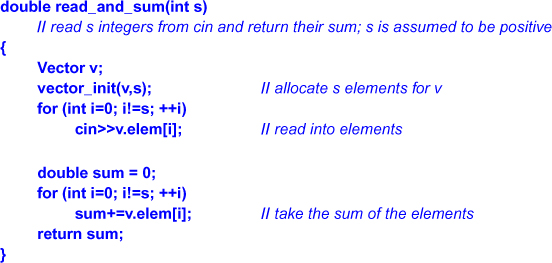 double read_and_sum(int s)
// read s integers from cin and return their sum; s is assumed to be positive
{
Vector v;
vector_init(v,s); // allocate s elements for v
for (int i=0; i!=s; ++i)
cin>>v.elem[i]; // read into elements
double sum = 0;
for (int i=0; i!=s; ++i)
sum+=v.elem[i]; // take the sum of the elements
return sum;
}